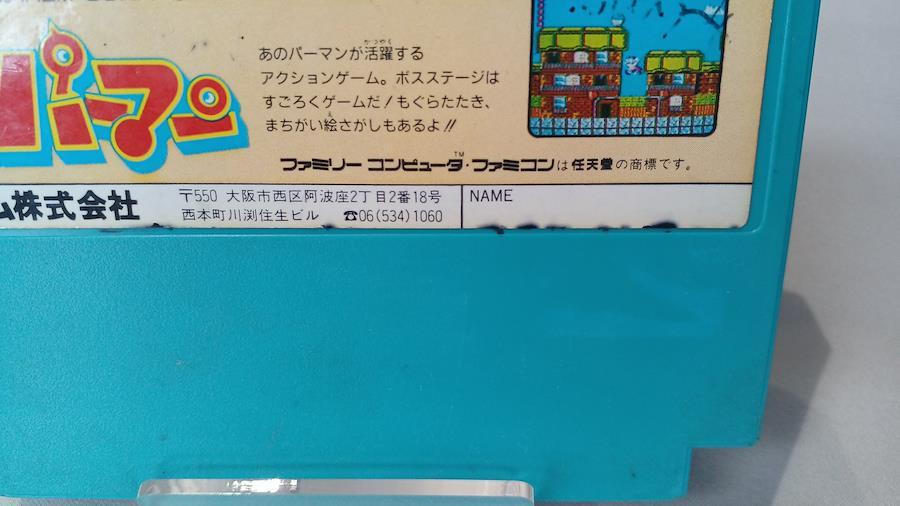 パーマン
あのパーマンが活躍する
アクションゲーム。ボスステージは
すごろくゲームだ!もぐらたたき、
まちがい絵さがしもあるよ!!
ファミリー コンピュータ・ファミコンは任天堂の商標です。
ム株式会社
〒550 大阪市西区阿波座2丁目2番18号
西本町川渕住生ビル ☎06(534)1060
NAME